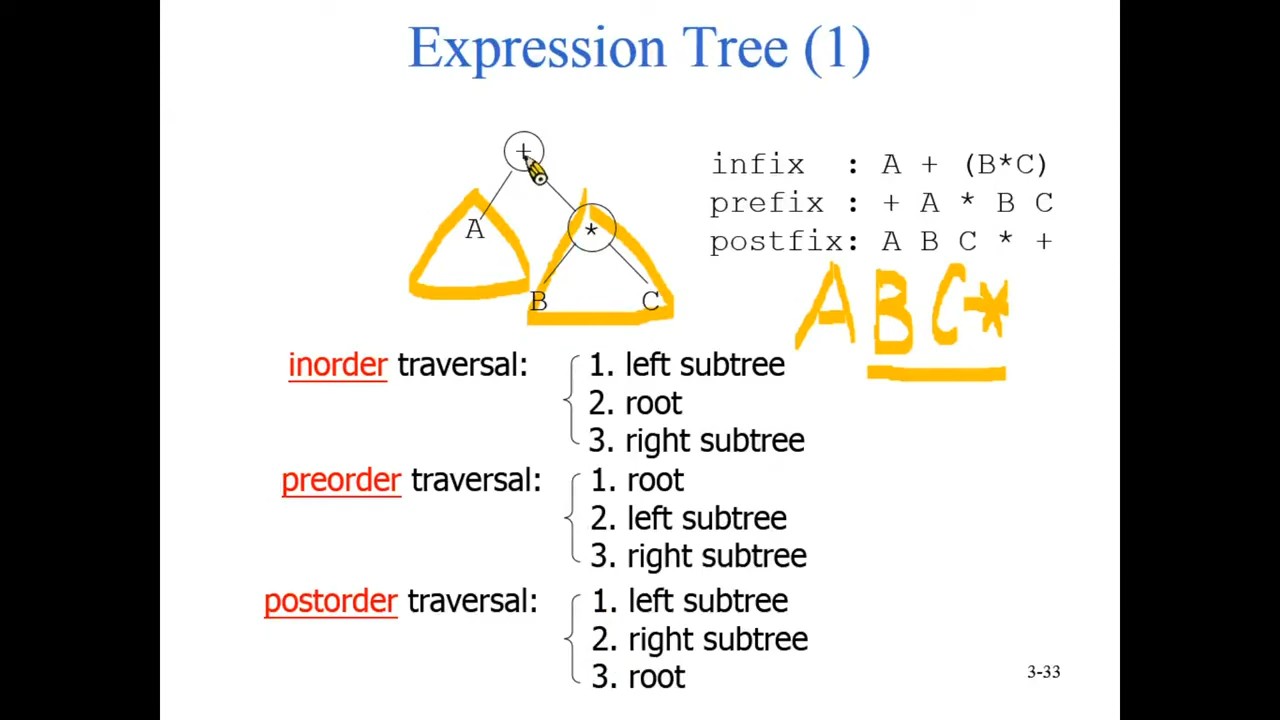 Expression Tree (1)
+
A
*
B C
infix : A + (B*C)
prefix : + A * B C
postfix: A B C * +
A B C *
inorder traversal:
1. left subtree
2. root
3. right subtree
preorder traversal:
1. root
2. left subtree
3. right subtree
postorder traversal:
1. left subtree
2. right subtree
3. root
3-33